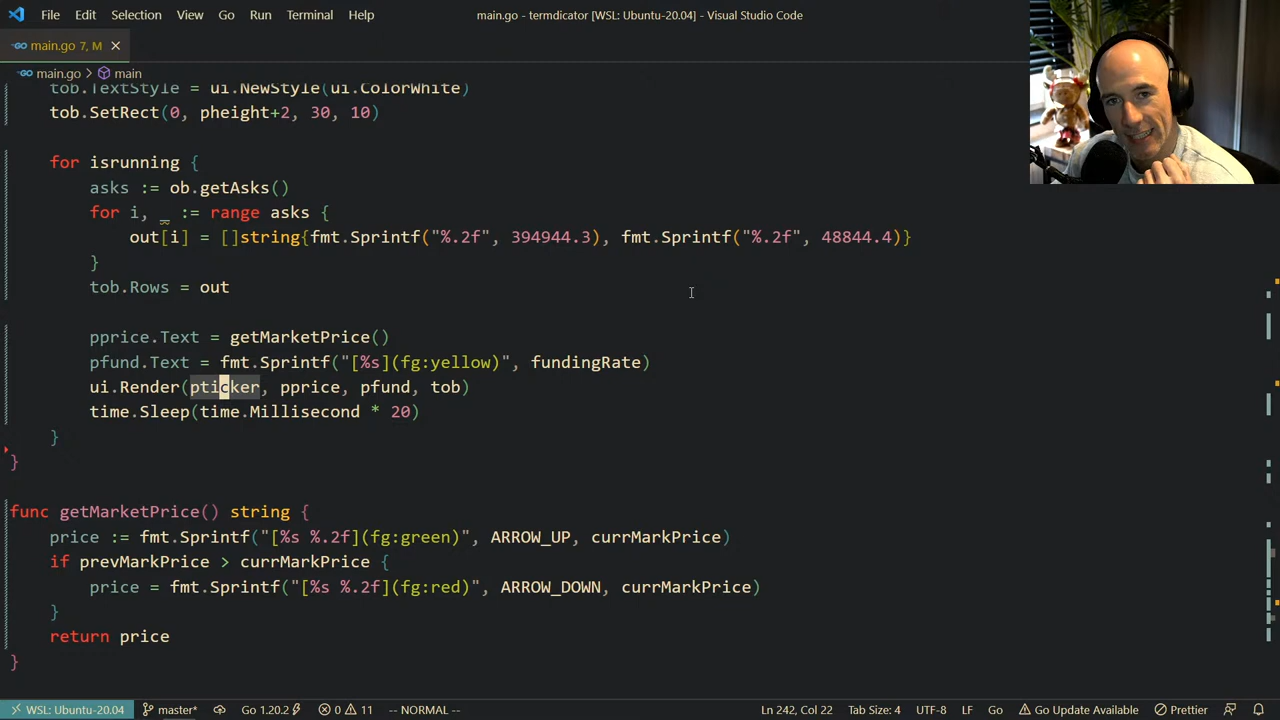 File Edit Selection View Go Run Terminal Help main.go - termdicator [WSL: Ubuntu-20.04] - Visual Studio Code
main.go 7, M
main.go > main
tob.TextStyle = ui.NewStyle(ui.ColorWhite)
tob.SetRect(0, pheight+2, 30, 10)
for isrunning {
asks := ob.getAsks()
for i, _ := range asks {
out[i] = []string{fmt.Sprintf("%.2f", 394944.3), fmt.Sprintf("%.2f", 48844.4)}
}
tob.Rows = out
pprice.Text = getMarketPrice()
pfund.Text = fmt.Sprintf("[%s](fg:yellow)", fundingRate)
ui.Render(pticker, pprice, pfund, tob)
time.Sleep(time.Millisecond * 20)
}
}
func getMarketPrice() string {
price := fmt.Sprintf("[%s %.2f](fg:green)", ARROW_UP, currMarkPrice)
if prevMarkPrice > currMarkPrice {
price = fmt.Sprintf("[%s %.2f](fg:red)", ARROW_DOWN, currMarkPrice)
}
return price
}
WSL: Ubuntu-20.04 master* Go 1.20.2 0 11 -- NORMAL -- Ln 242, Col 22 Tab Size: 4 UTF-8 LF Go Go Update Available Prettier